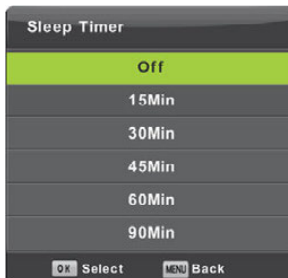 Sleep Timer
Off
15Min
30Min
45Min
60Min
90Min
OK Select MENU Back